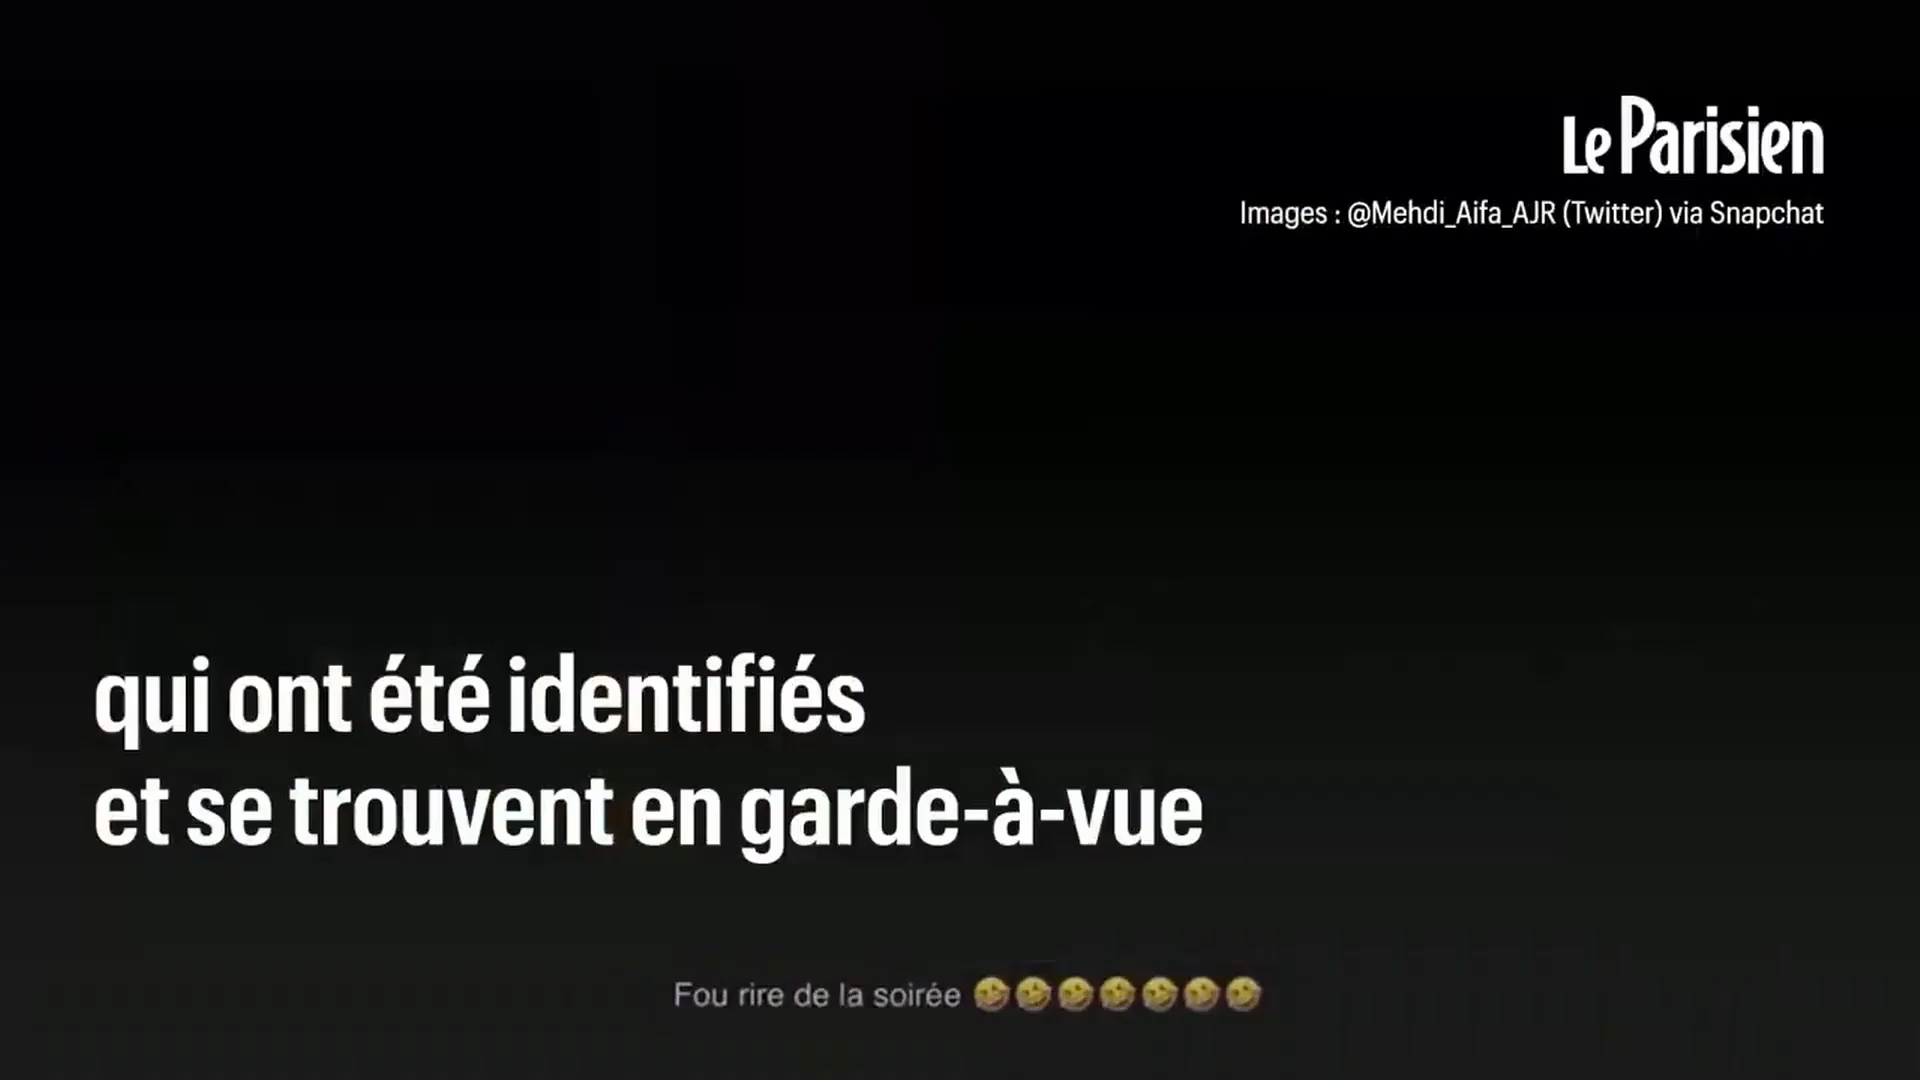 Le Parisien
Images : @Mehdi_Aifa_AJR (Twitter) via Snapchat
qui ont été identifiés
et se trouvent en garde-à-vue
Fou rire de la soirée 🤣🤣🤣🤣🤣🤣🤣